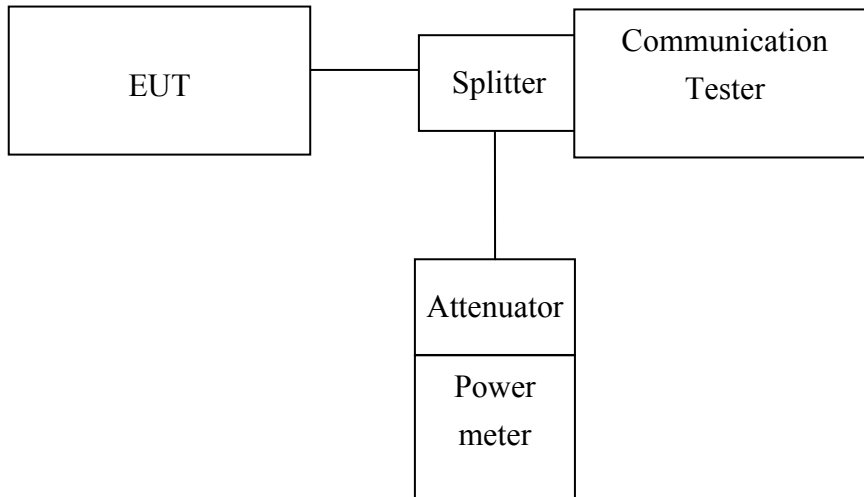 EUT
Splitter
Communication
Tester
Attenuator
Power
meter